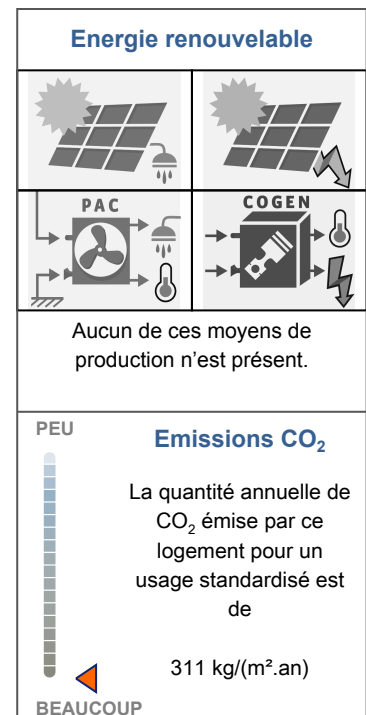 Energie renouvelable
PAC
COGEN
Aucun de ces moyens de
production n'est présent.
PEU
Emissions CO₂
La quantité annuelle de
CO₂ émise par ce
logement pour un
usage standardisé est
de
311 kg/(m².an)
BEAUCOUP